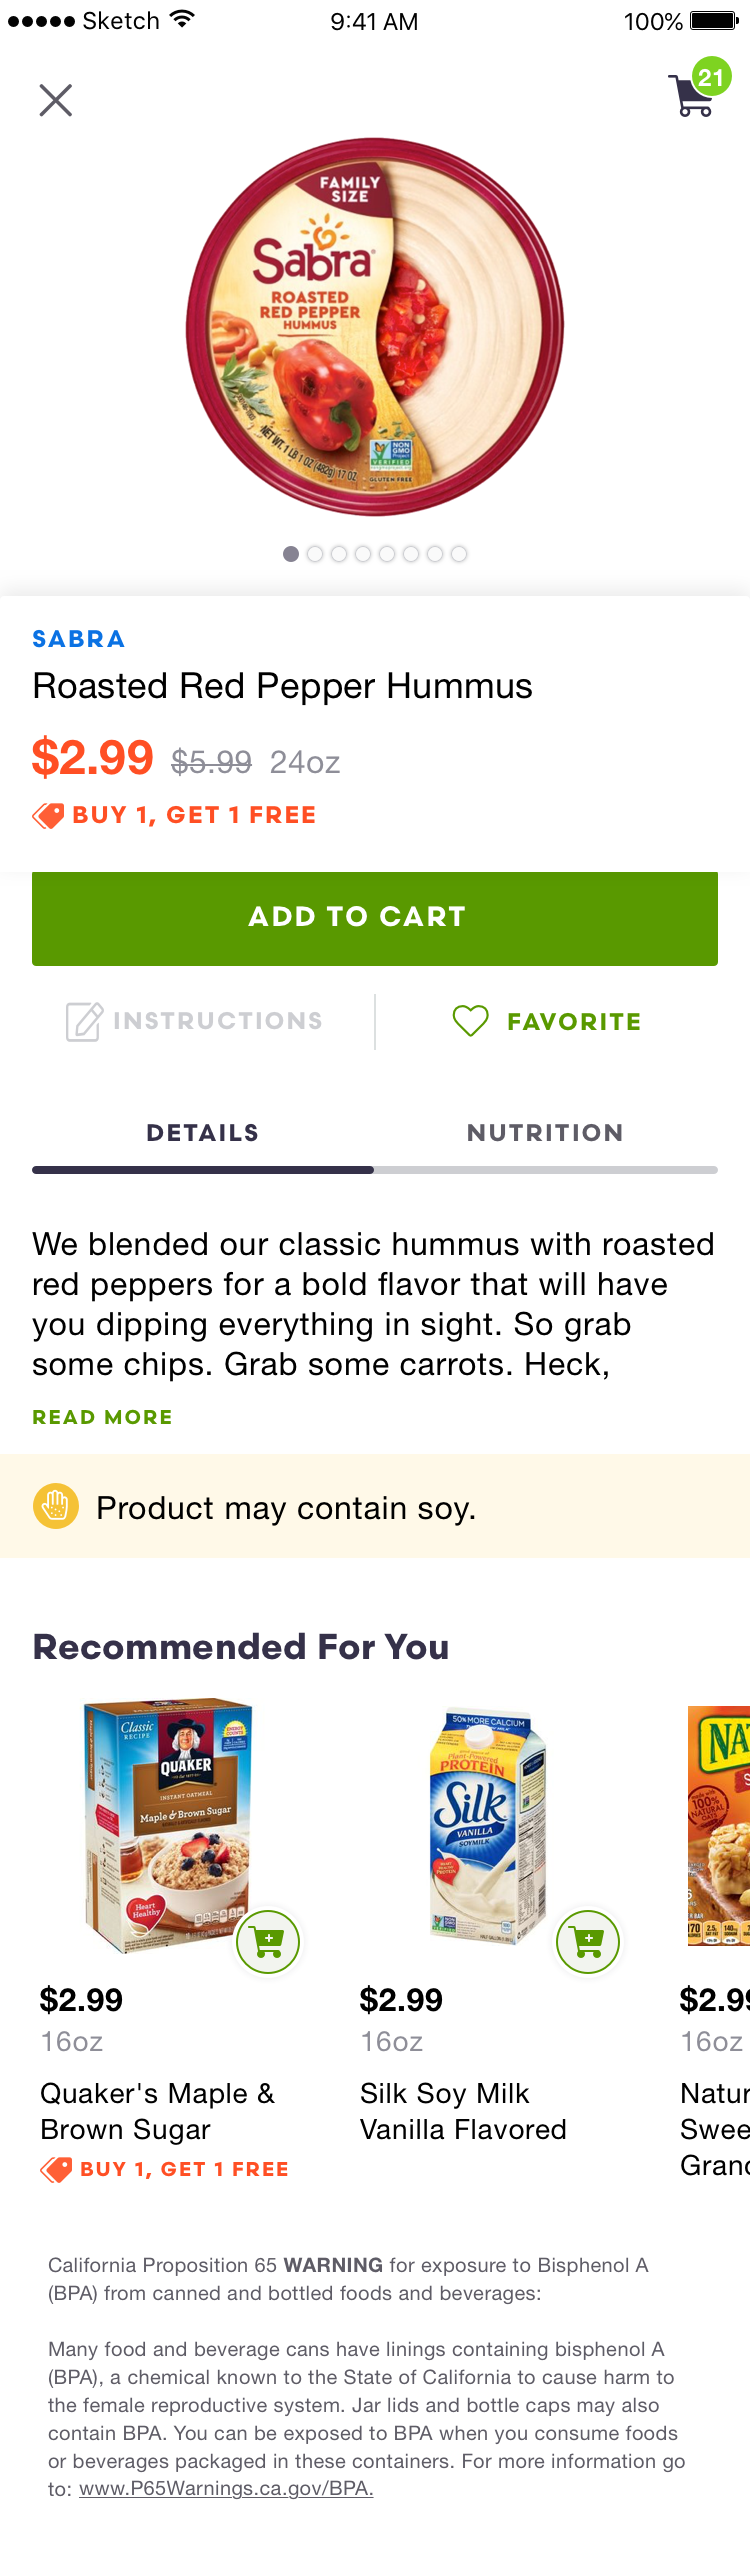 Sketch 9:41 AM 100%
21
FAMILY
SIZE
Sabra
ROASTED
RED PEPPER
HUMMUS
NET WT. 1 LB 1 OZ (482g) 17 OZ
NON
GMO
Project
VERIFIED
GLUTEN FREE
SABRA
Roasted Red Pepper Hummus
$2.99 $5.99 24oz
BUY 1, GET 1 FREE
ADD TO CART
INSTRUCTIONS FAVORITE
DETAILS NUTRITION
We blended our classic hummus with roasted
red peppers for a bold flavor that will have
you dipping everything in sight. So grab
some chips. Grab some carrots. Heck,
READ MORE
Product may contain soy.
Recommended For You
Classic
RECIPE
QUAKER
INSTANT OATMEAL
Maple & Brown Sugar
Heart
Healthy
50% MORE CALCIUM
Plant-Powered
PROTEIN
Silk
VANILLA
SOYMILK
NA
100%
NATURAL
OATS
$2.99 $2.99 $2.99
16oz 16oz 16oz
Quaker's Maple & Silk Soy Milk Natur
Brown Sugar Vanilla Flavored Swee
Grand
BUY 1, GET 1 FREE
California Proposition 65 WARNING for exposure to Bisphenol A
(BPA) from canned and bottled foods and beverages:
Many food and beverage cans have linings containing bisphenol A
(BPA), a chemical known to the State of California to cause harm to
the female reproductive system. Jar lids and bottle caps may also
contain BPA. You can be exposed to BPA when you consume foods
or beverages packaged in these containers. For more information go
to: www.P65Warnings.ca.gov/BPA.